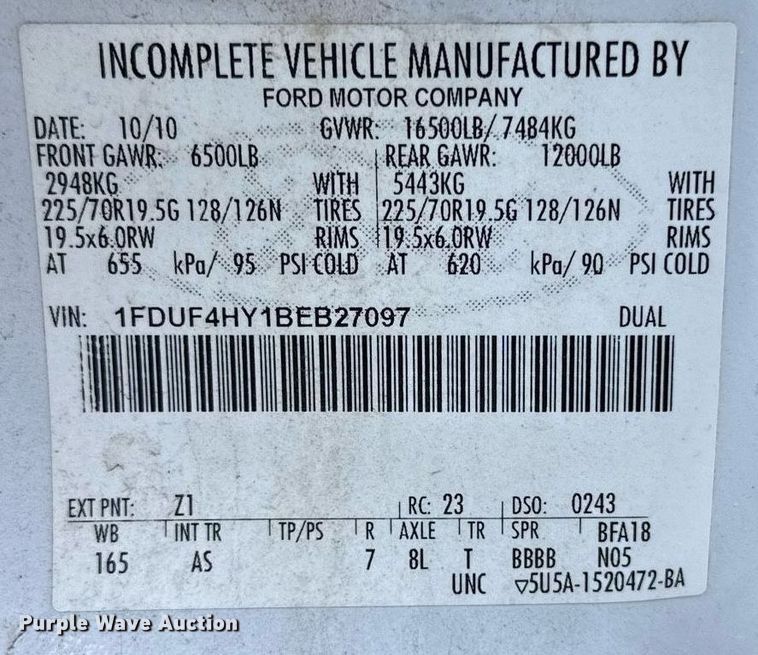 INCOMPLETE VEHICLE MANUFACTURED BY
FORD MOTOR COMPANY
DATE: 10/10 GVWR: 16500LB/ 7484KG
FRONT GAWR: 6500LB REAR GAWR: 12000LB
2948KG WITH 5443KG WITH
225/70R19.5G 128/126N TIRES 225/70R19.5G 128/126N TIRES
19.5x6.0RW RIMS 19.5x6.0RW RIMS
AT 655 kPa/ 95 PSI COLD AT 620 kPa/ 90 PSI COLD
VIN: 1FDUF4HY1BEB27097 DUAL
EXT PNT: Z1 RC: 23 DSO: 0243
WB INT TR TP/PS R AXLE TR SPR BFA18
165 AS 7 8L T BBBB N05
UNC ▽5U5A-1520472-BA
Purple Wave Auction